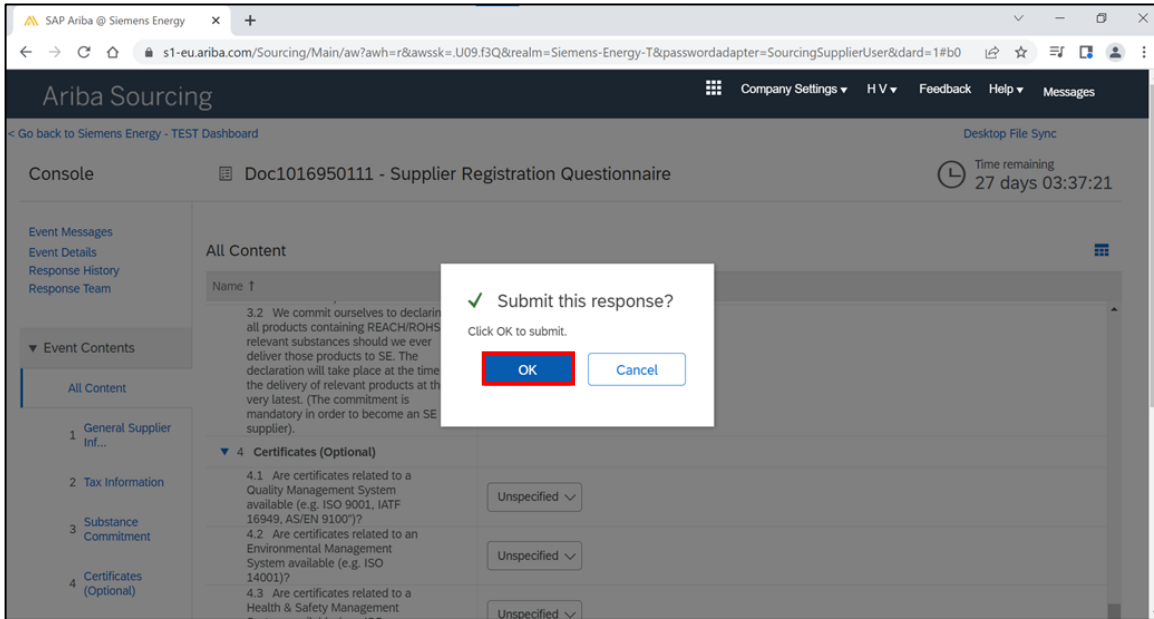 SAP Ariba @ Siemens Energy
s1-eu.ariba.com/Sourcing/Main/aw?awh=r&awssk=.U09.f3Q&realm=Siemens-Energy-T&passwordadapter=SourcingSupplierUser&dard=1#b0
Ariba Sourcing
Company Settings
H V
Feedback
Help
Messages
< Go back to Siemens Energy - TEST Dashboard
Desktop File Sync
Console
Doc1016950111 - Supplier Registration Questionnaire
Time remaining
27 days 03:37:21
Event Messages
Event Details
Response History
Response Team
▼ Event Contents
All Content
1 General Supplier
Inf...
2 Tax Information
3 Substance
Commitment
4 Certificates
(Optional)
All Content
Name ↑
3.2 We commit ourselves to declarin
all products containing REACH/ROHS
relevant substances should we ever
deliver those products to SE. The
declaration will take place at the time
the delivery of relevant products at th
very latest. (The commitment is
mandatory in order to become an SE
supplier).
▼ 4 Certificates (Optional)
4.1 Are certificates related to a
Quality Management System
available (e.g. ISO 9001, IATF
16949, AS/EN 9100")?
Unspecified
4.2 Are certificates related to an
Environmental Management
System available (e.g. ISO
14001)?
Unspecified
4.3 Are certificates related to a
Health & Safety Management
Unspecified
✓ Submit this response?
Click OK to submit.
OK
Cancel